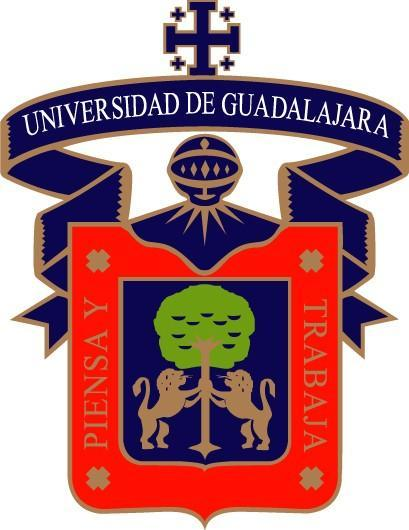 UNIVERSIDAD DE GUADALAJARA
PIENSA Y
TRABAJA